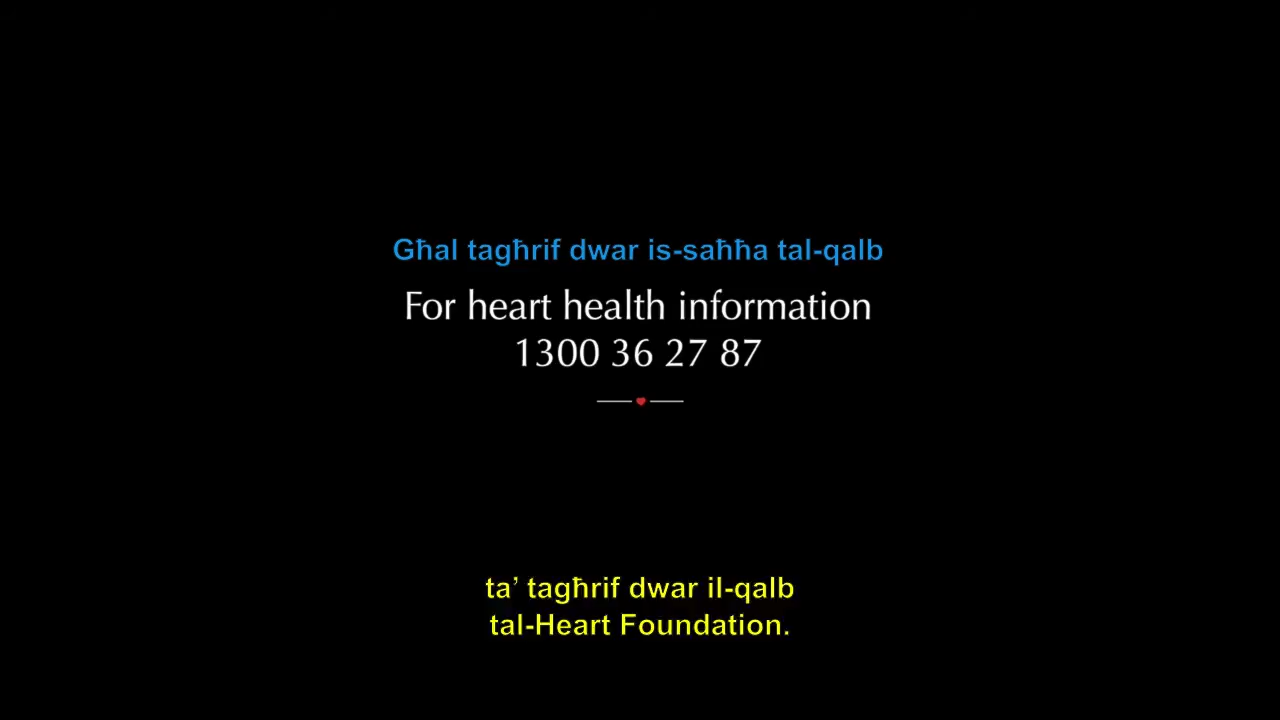 Għal tagħrif dwar is-saħħa tal-qalb
For heart health information
1300 36 27 87
ta’ tagħrif dwar il-qalb
tal-Heart Foundation.